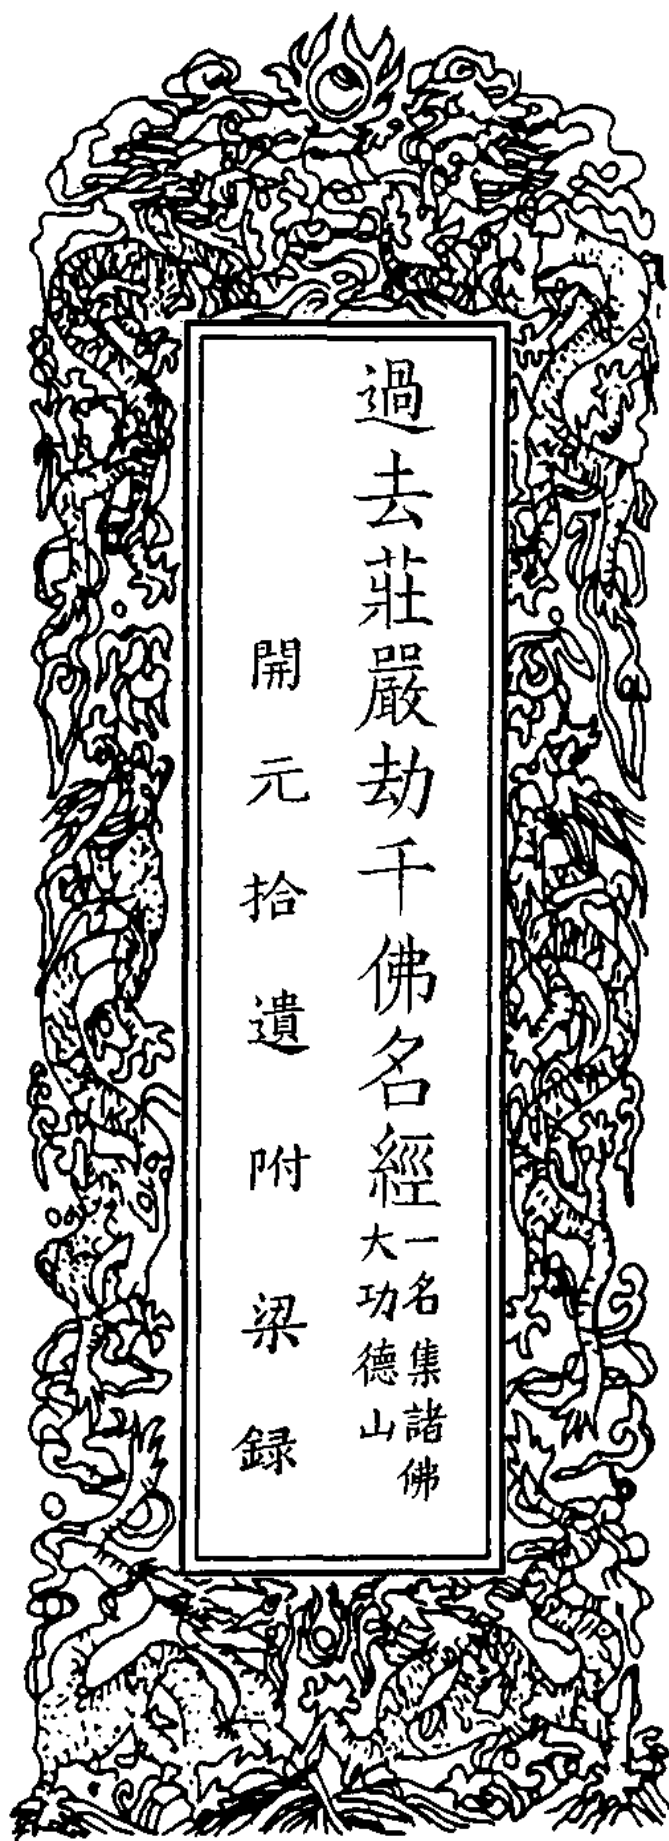 過去莊嚴劫千佛名經
一名集諸佛
大功德山
開元拾遺附梁録